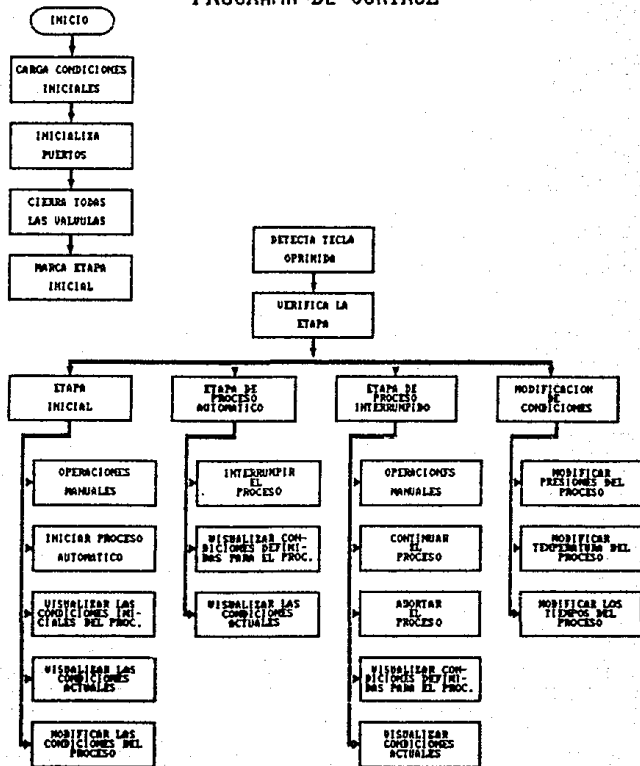 PROGRAMA DE CONTROL
INICIO
CARGA CONDICIONES
INICIALES
INICIALIZA
PUERTOS
CIERRA TODAS
LAS VALVULAS
MARCA ETAPA
INICIAL
DETECTA TECLA
OPRIMIDA
VERIFICA LA
ETAPA
ETAPA
INICIAL
OPERACIONES
MANUALES
INICIAR PROCESO
AUTOMATICO
VISUALIZAR LAS
CONDICIONES INI-
CIALES DEL PROC.
VISUALIZAR LAS
CONDICIONES
ACTUALES
MODIFICAR LAS
CONDICIONES DEL
PROCESO
ETAPA DE
PROCESO
AUTOMATICO
INTERRUMPIR
EL
PROCESO
VISUALIZAR CON-
DICIONES DEFINI-
DAS PARA EL PROC.
VISUALIZAR LAS
CONDICIONES
ACTUALES
ETAPA DE
PROCESO
INTERRUMPIDO
OPERACIONES
MANUALES
CONTINUAR
EL
PROCESO
ABORTAR
EL
PROCESO
VISUALIZAR CON-
DICIONES DEFINI-
DAS PARA EL PROC.
VISUALIZAR
CONDICIONES
ACTUALES
MODIFICACION
DE
CONDICIONES
MODIFICAR
PRESIONES DEL
PROCESO
MODIFICAR
TEMPERATURA DEL
PROCESO
MODIFICAR LOS
TIEMPOS DEL
PROCESO